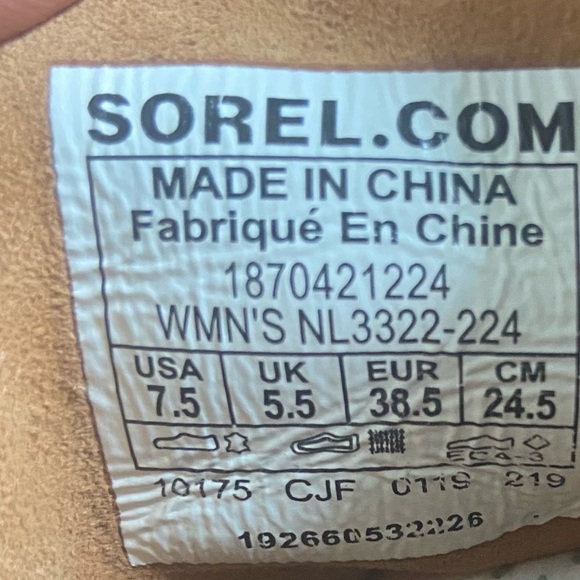 SOREL.COM
MADE IN CHINA
Fabriqué En Chine
1870421224
WMN'S NL3322-224
USA UK EUR CM
7.5 5.5 38.5 24.5
10175 CJF 0119 219